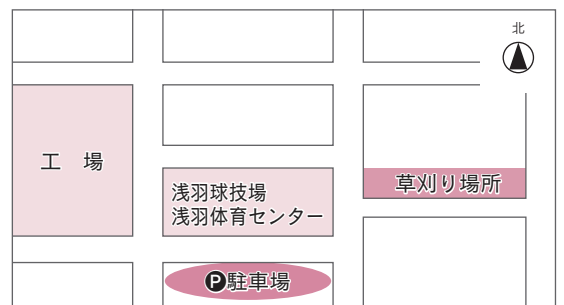 北
工 場
浅羽球技場
浅羽体育センター
草刈り場所
P駐車場